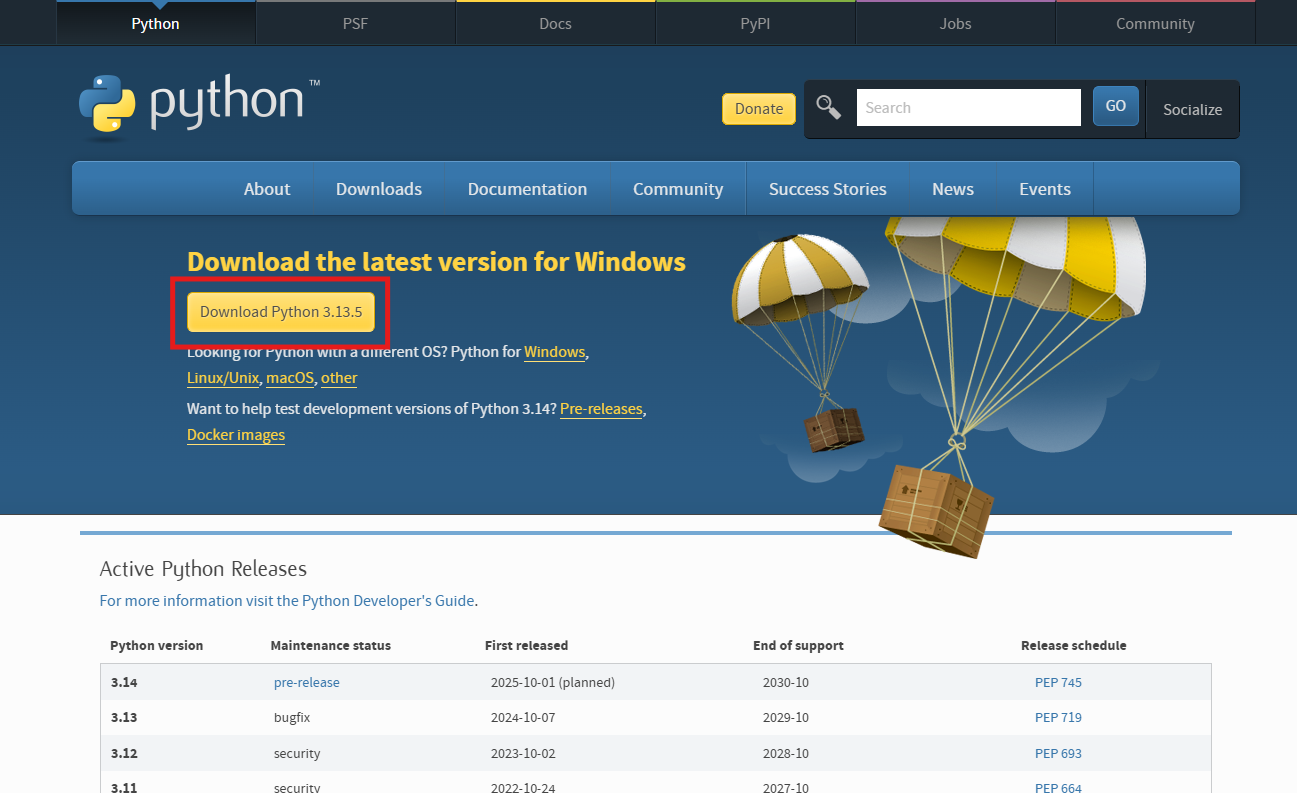 Python PSF Docs PyPI Jobs Community
python™
Donate Search GO Socialize
About Downloads Documentation Community Success Stories News Events
Download the latest version for Windows
Download Python 3.13.5
Looking for Python with a different OS? Python for Windows,
Linux/Unix, macOS, other
Want to help test development versions of Python 3.14? Pre-releases,
Docker images
Active Python Releases
For more information visit the Python Developer's Guide.
Python version Maintenance status First released End of support Release schedule
3.14 pre-release 2025-10-01 (planned) 2030-10 PEP 745
3.13 bugfix 2024-10-07 2029-10 PEP 719
3.12 security 2023-10-02 2028-10 PEP 693
3.11 security 2022-10-24 2027-10 PEP 664